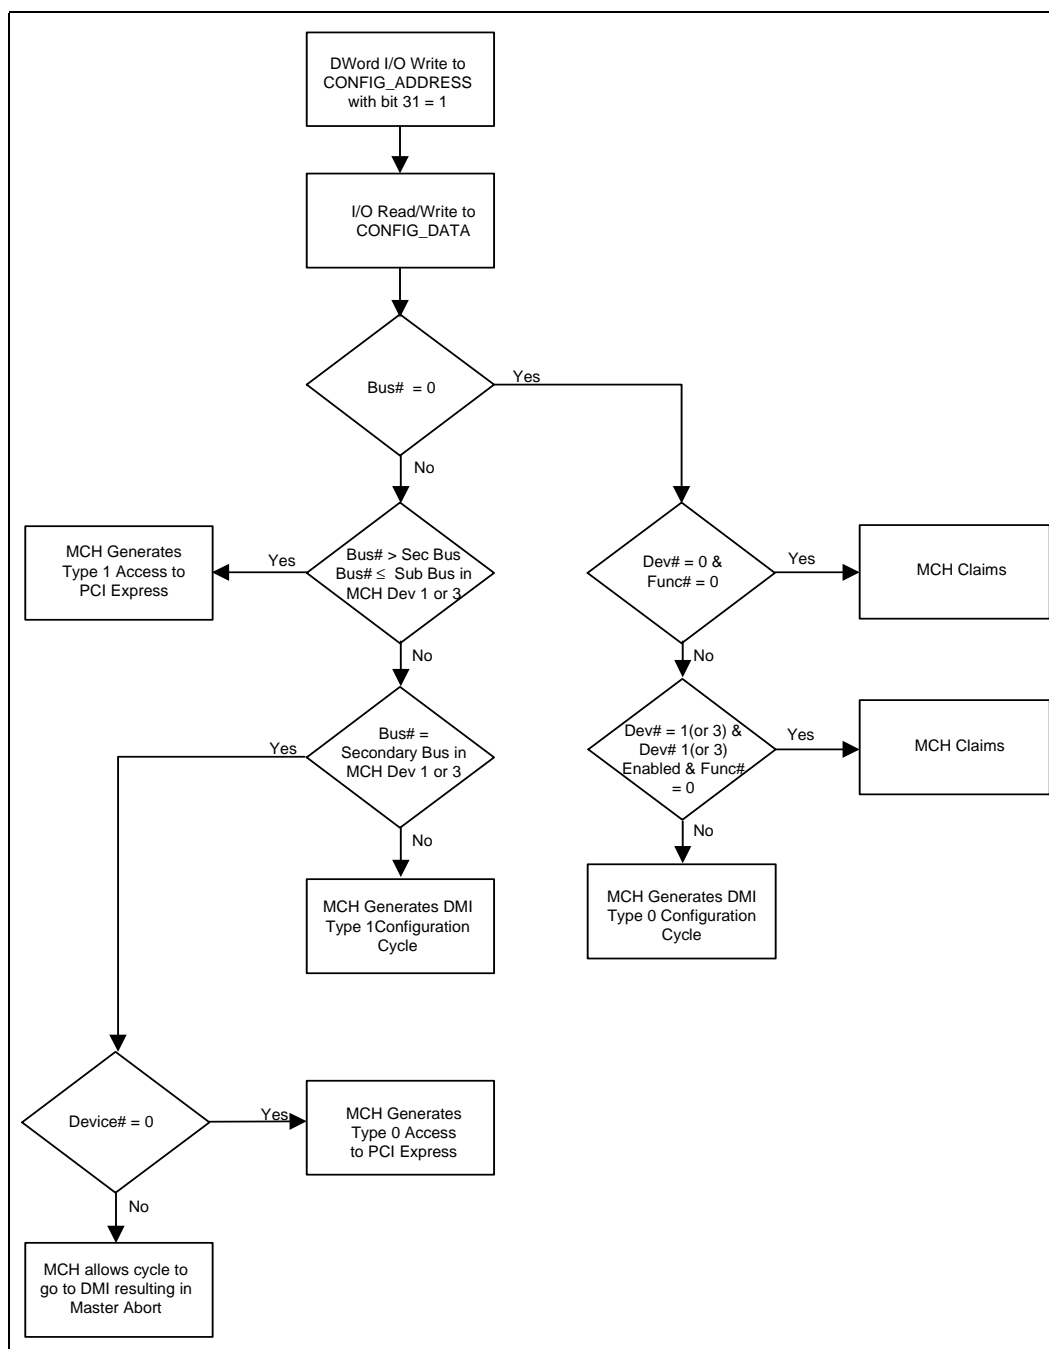 DWord I/O Write to
CONFIG_ADDRESS
with bit 31 = 1
I/O Read/Write to
CONFIG_DATA
Bus#  = 0
Yes
No
Bus# > Sec Bus
Bus# ≤  Sub Bus in
MCH Dev 1 or 3
Yes
MCH Generates
Type 1 Access to
PCI Express
No
Dev# = 0 &
Func# = 0
Yes
MCH Claims
No
Bus# =
Secondary Bus in
MCH Dev 1 or 3
Yes
No
Dev# = 1(or 3) &
Dev# 1(or 3)
Enabled & Func#
= 0
Yes
MCH Claims
No
MCH Generates DMI
Type 1Configuration
Cycle
MCH Generates DMI
Type 0 Configuration
Cycle
Device# = 0
Yes
MCH Generates
Type 0 Access
to PCI Express
No
MCH allows cycle to
go to DMI resulting in
Master Abort